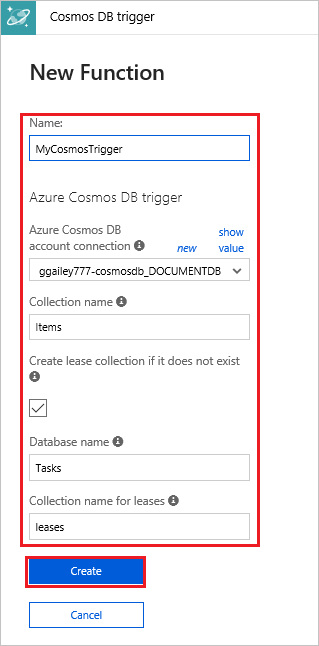 Cosmos DB trigger
New Function
Name:
MyCosmosTrigger
Azure Cosmos DB trigger
Azure Cosmos DB
account connection
new
show
value
ggailey777-cosmosdb_DOCUMENTDB
Collection name
Items
Create lease collection if it does not exist
Database name
Tasks
Collection name for leases
leases
Create
Cancel